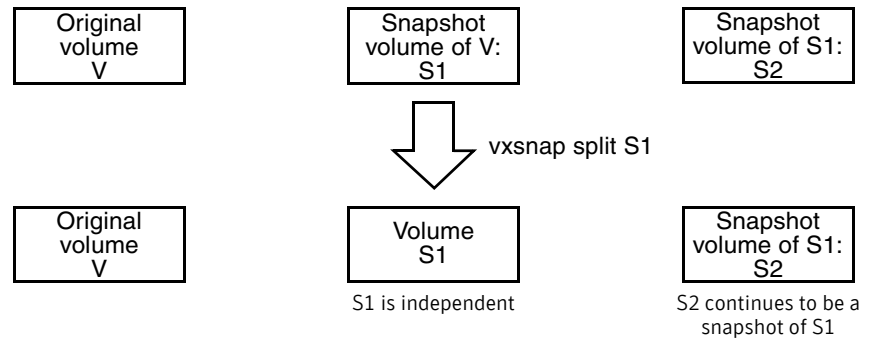 Original
volume
V
Snapshot
volume of V:
S1
Snapshot
volume of S1:
S2
vxsnap split S1
Original
volume
V
Volume
S1
Snapshot
volume of S1:
S2
S1 is independent
S2 continues to be a
snapshot of S1